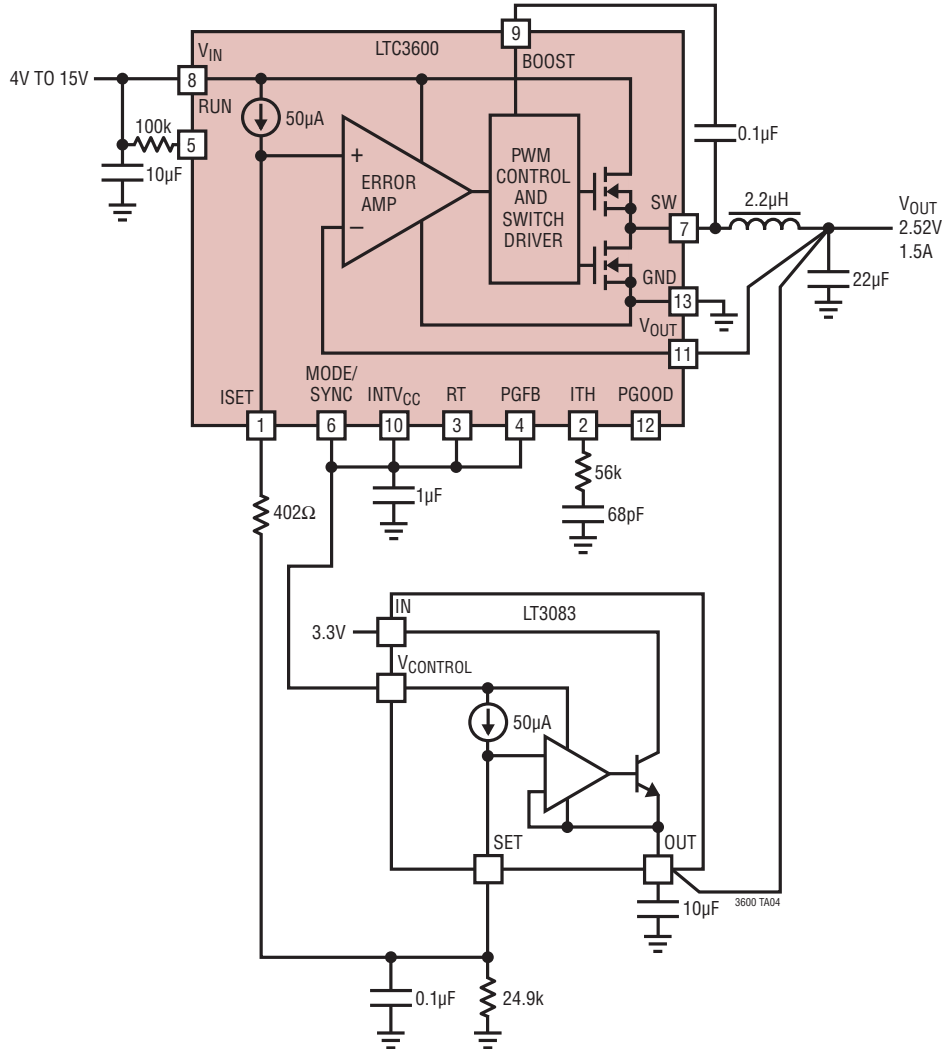 9
LTC3600
BOOST
VIN
4V TO 15V
8
RUN
50µA
100k
5
10µF
+
ERROR
AMP
–
PWM
CONTROL
AND
SWITCH
DRIVER
0.1µF
SW
7
2.2µH
VOUT
2.52V
1.5A
22µF
GND
13
VOUT
11
ISET
MODE/
SYNC
INTVCC
RT
PGFB
ITH
PGOOD
1
6
10
3
4
2
12
402Ω
1µF
56k
68pF
IN
LT3083
3.3V
VCONTROL
50µA
SET
OUT
10µF
3600 TA04
0.1µF
24.9k